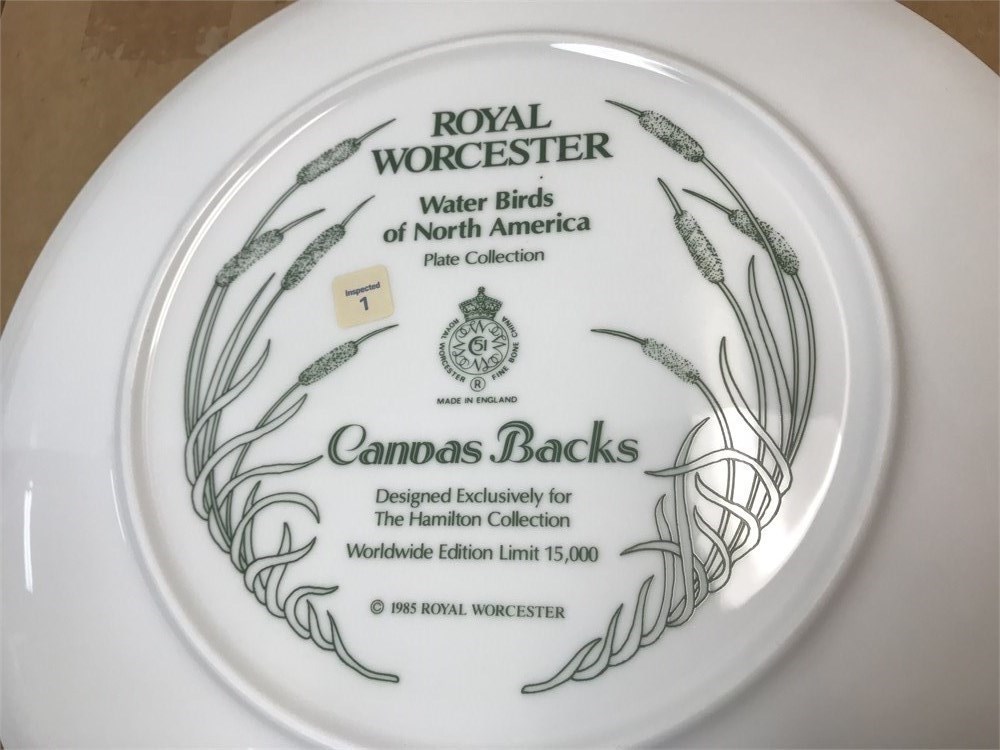 ROYAL
WORCESTER
Water Birds
of North America
Plate Collection
Inspected
1
ROYAL WORCESTER
FINE BONE CHINA
51
®
MADE IN ENGLAND
Canvas Backs
Designed Exclusively for
The Hamilton Collection
Worldwide Edition Limit 15,000
© 1985 ROYAL WORCESTER